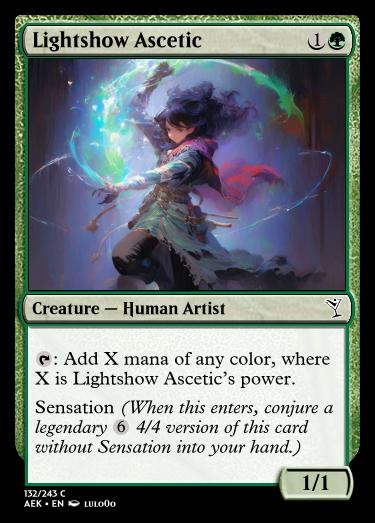 Lightshow Ascetic 1
Creature — Human Artist
: Add X mana of any color, where
X is Lightshow Ascetic's power.
Sensation (When this enters, conjure a
legendary 6 4/4 version of this card
without Sensation into your hand.)
1/1
132/243 C
AEK • EN LULO0o